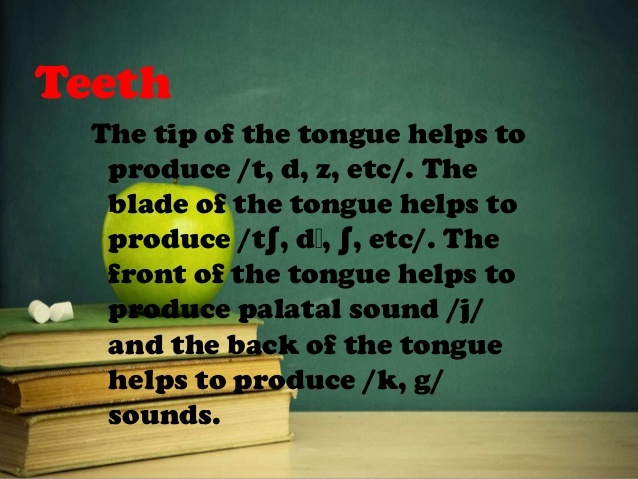 Teeth
The tip of the tongue helps to
produce /t, d, z, etc/. The
blade of the tongue helps to
produce /tʃ, d▯, ʃ, etc/. The
front of the tongue helps to
produce palatal sound /j/
and the back of the tongue
helps to produce /k, g/
sounds.